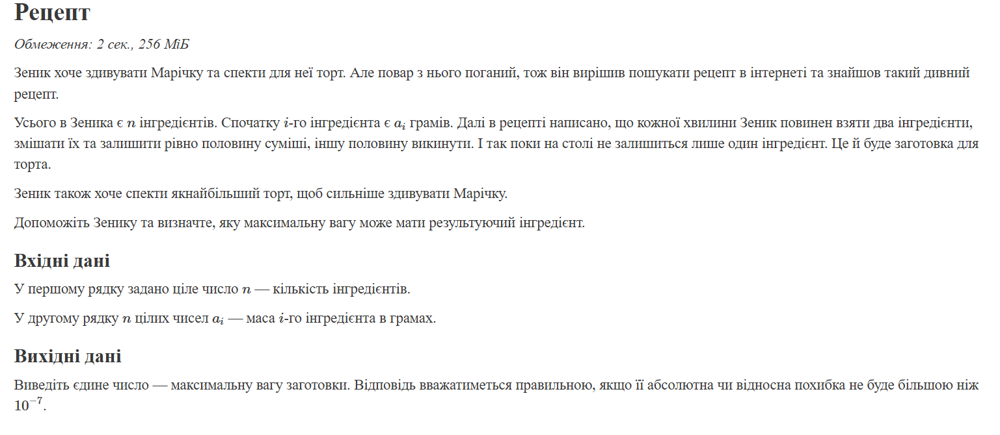 Рецепт
Обмеження: 2 сек., 256 МіБ
Зеник хоче здивувати Марічку та спекти для неї торт. Але повар з нього поганий, тож він вирішив пошукати рецепт в інтернеті та знайшов такий дивний
рецепт.
Усього в Зеника є n інгредієнтів. Спочатку i-го інгредієнта є aᵢ грамів. Далі в рецепті написано, що кожної хвилини Зеник повинен взяти два інгредієнти,
змішати їх та залишити рівно половину суміші, іншу половину викинути. І так поки на столі не залишиться лише один інгредієнт. Це й буде заготовка для
торта.
Зеник також хоче спекти якнайбільший торт, щоб сильніше здивувати Марічку.
Допоможіть Зенику та визначте, яку максимальну вагу може мати результуючий інгредієнт.
Вхідні дані
У першому рядку задано ціле число n — кількість інгредієнтів.
У другому рядку n цілих чисел aᵢ — маса i-го інгредієнта в грамах.
Вихідні дані
Виведіть єдине число — максимальну вагу заготовки. Відповідь вважатиметься правильною, якщо її абсолютна чи відносна похибка не буде більшою ніж
10⁻⁷.